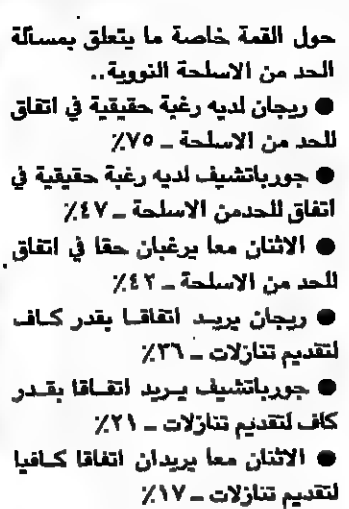 حول القمة خاصة ما يتعلق بمسألة
الحد من الاسلحة النووية..
● ريجان لديه رغبة حقيقية في اتفاق
للحد من الاسلحة _ ٧٥٪
● جورباتشيف لديه رغبة حقيقية في
اتفاق للحدمن الاسلحة _ ٤٧٪
● الاثنان معا يرغبان حقا في اتفاق
للحد من الاسلحة _ ٤٢٪
● ريجان يريد اتفاقا بقدر كاف
لتقديم تنازلات _ ٣٦٪
● جورباتشيف يريد اتفاقا بقدر
كاف لتقديم تنازلات _ ٢١٪
● الاثنان معا يريدان اتفاقا كافيا
لتقديم تنازلات _ ١٧٪